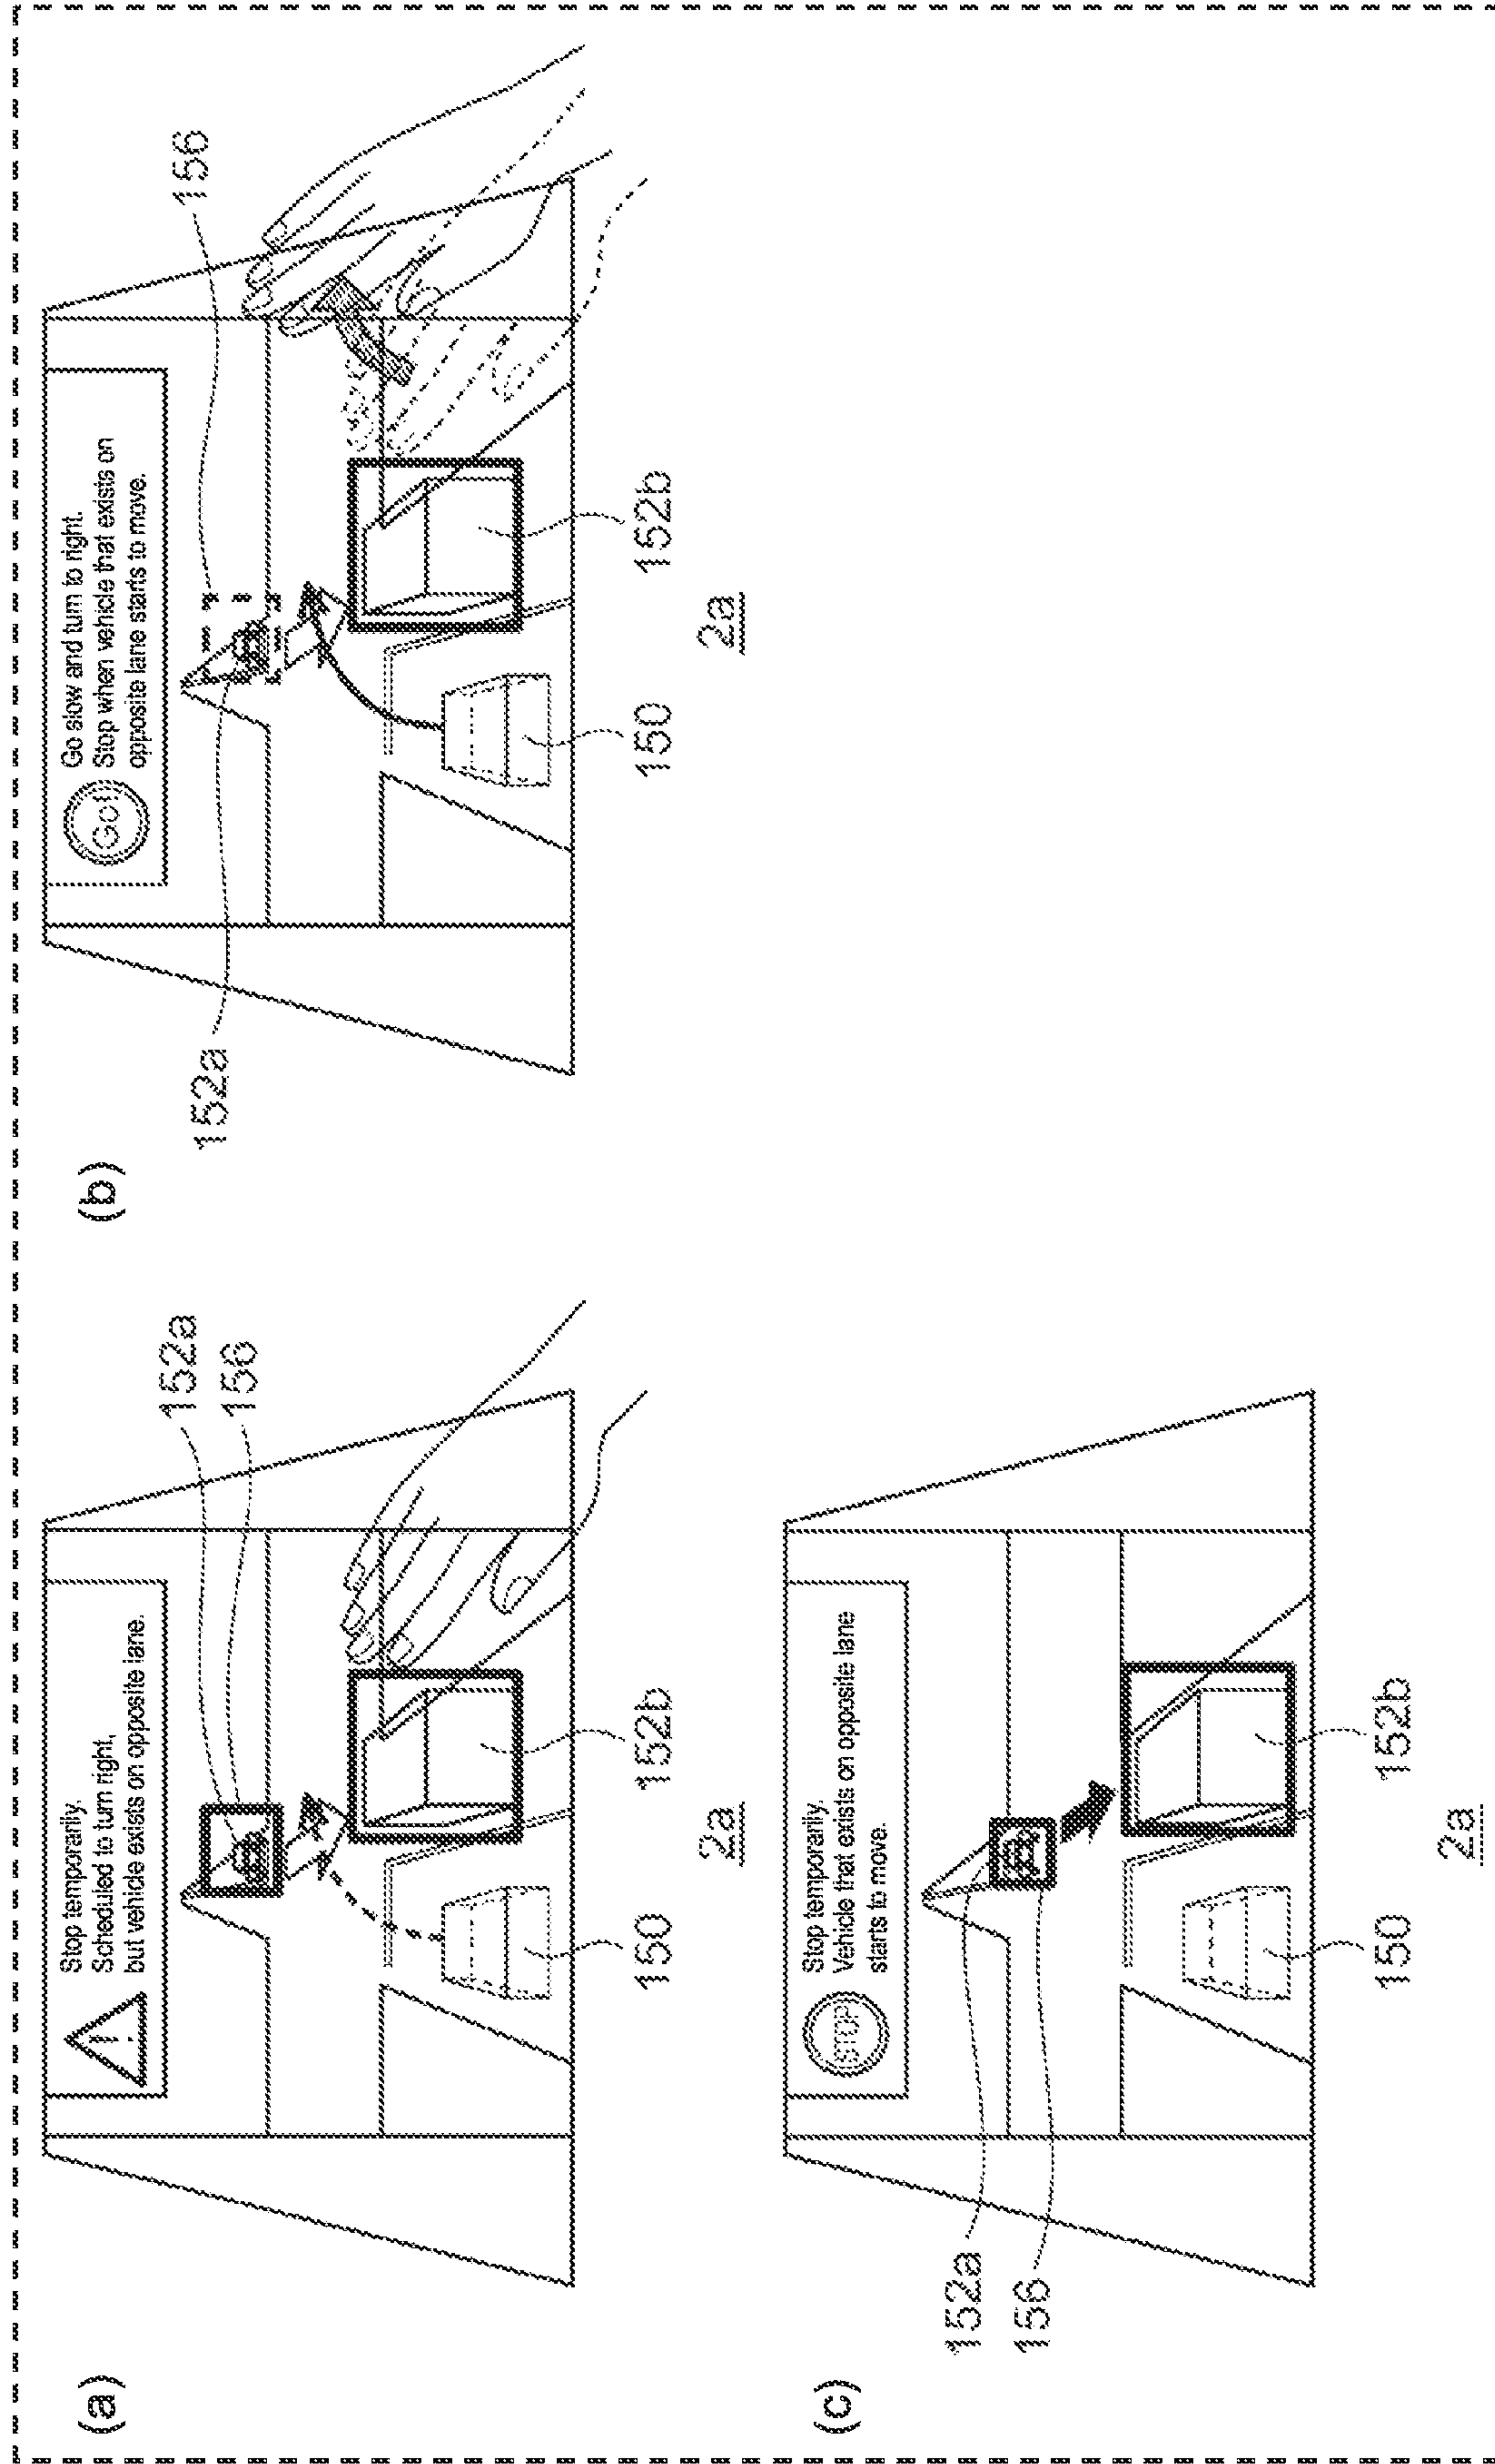 (a)
Stop temporarily.
Scheduled to turn right,
but vehicle exists on opposite lane.
152a
156
150
152b
2a
(b)
Go!
Go slow and turn to right.
Stop when vehicle that exists on
opposite lane starts to move.
152a
156
150
152b
2a
(c)
STOP
Stop temporarily.
Vehicle that exists on opposite lane
starts to move.
152a
156
150
152b
2a